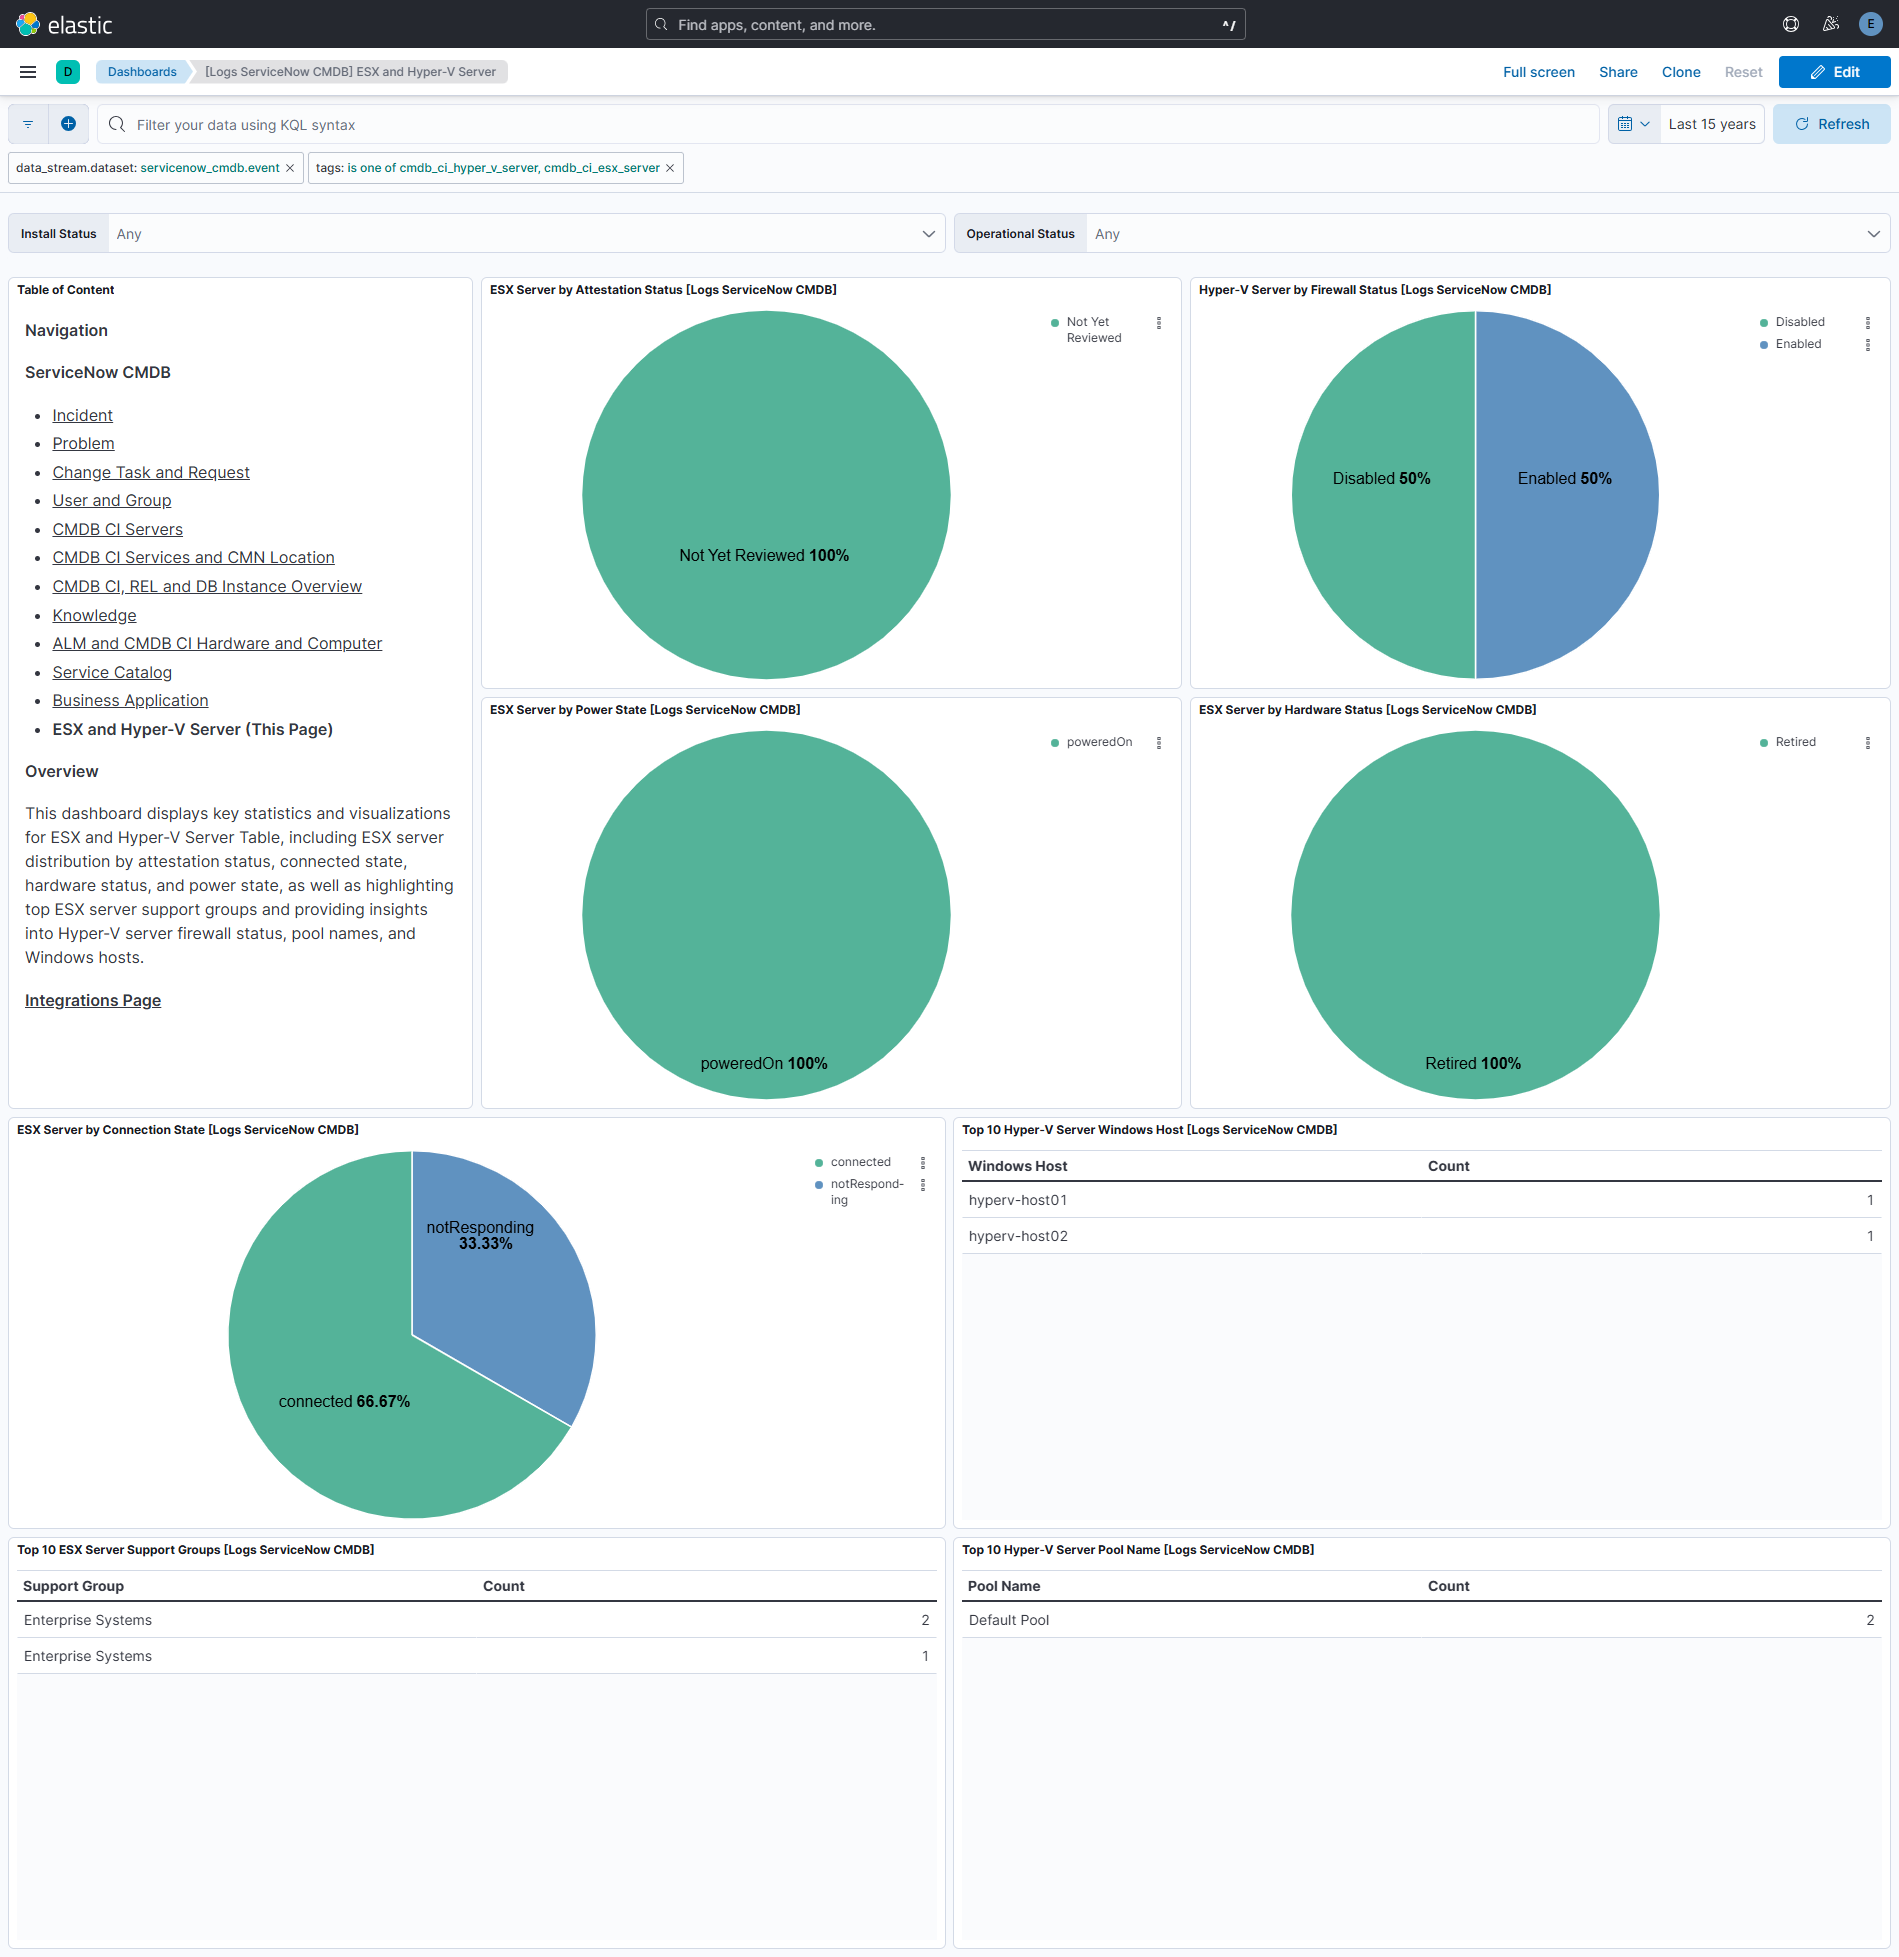 elastic
Find apps, content, and more.
^/
E
D
Dashboards
[Logs ServiceNow CMDB] ESX and Hyper-V Server
Full screen
Share
Clone
Reset
Edit
Filter your data using KQL syntax
Last 15 years
Refresh
data_stream.dataset: servicenow_cmdb.event
tags: is one of cmdb_ci_hyper_v_server, cmdb_ci_esx_server
Install Status
Any
Operational Status
Any
Table of Content
Navigation
ServiceNow CMDB
Incident
Problem
Change Task and Request
User and Group
CMDB CI Servers
CMDB CI Services and CMN Location
CMDB CI, REL and DB Instance Overview
Knowledge
ALM and CMDB CI Hardware and Computer
Service Catalog
Business Application
ESX and Hyper-V Server (This Page)
Overview
This dashboard displays key statistics and visualizations
for ESX and Hyper-V Server Table, including ESX server
distribution by attestation status, connected state,
hardware status, and power state, as well as highlighting
top ESX server support groups and providing insights
into Hyper-V server firewall status, pool names, and
Windows hosts.
Integrations Page
ESX Server by Attestation Status [Logs ServiceNow CMDB]
Not Yet
Reviewed
Not Yet Reviewed 100%
Hyper-V Server by Firewall Status [Logs ServiceNow CMDB]
Disabled
Enabled
Disabled 50%
Enabled 50%
ESX Server by Power State [Logs ServiceNow CMDB]
poweredOn
poweredOn 100%
ESX Server by Hardware Status [Logs ServiceNow CMDB]
Retired
Retired 100%
ESX Server by Connection State [Logs ServiceNow CMDB]
connected
notRespond-
ing
notResponding
33.33%
connected 66.67%
Top 10 Hyper-V Server Windows Host [Logs ServiceNow CMDB]
Windows Host Count
hyperv-host01 1
hyperv-host02 1
Top 10 ESX Server Support Groups [Logs ServiceNow CMDB]
Support Group Count
Enterprise Systems 2
Enterprise Systems 1
Top 10 Hyper-V Server Pool Name [Logs ServiceNow CMDB]
Pool Name Count
Default Pool 2